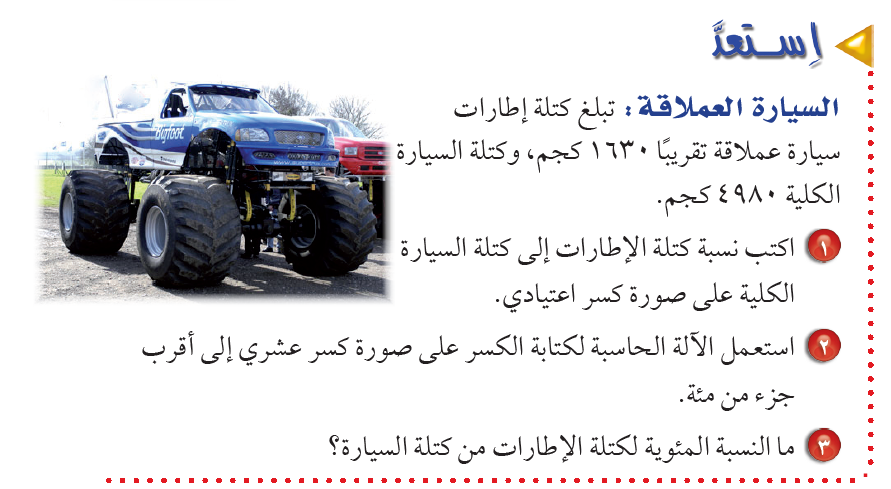 اِسـتعدَّ
السيارة العملاقة : تبلغ كتلة إطارات
سيارة عملاقة تقريبًا ١٦٣٠ كجم، وكتلة السيارة
الكلية ٤٩٨٠ كجم.
١ اكتب نسبة كتلة الإطارات إلى كتلة السيارة
الكلية على صورة كسر اعتيادي.
٢ استعمل الآلة الحاسبة لكتابة الكسر على صورة كسر عشري إلى أقرب
جزء من مئة.
٣ ما النسبة المئوية لكتلة الإطارات من كتلة السيارة؟
Bigfoot